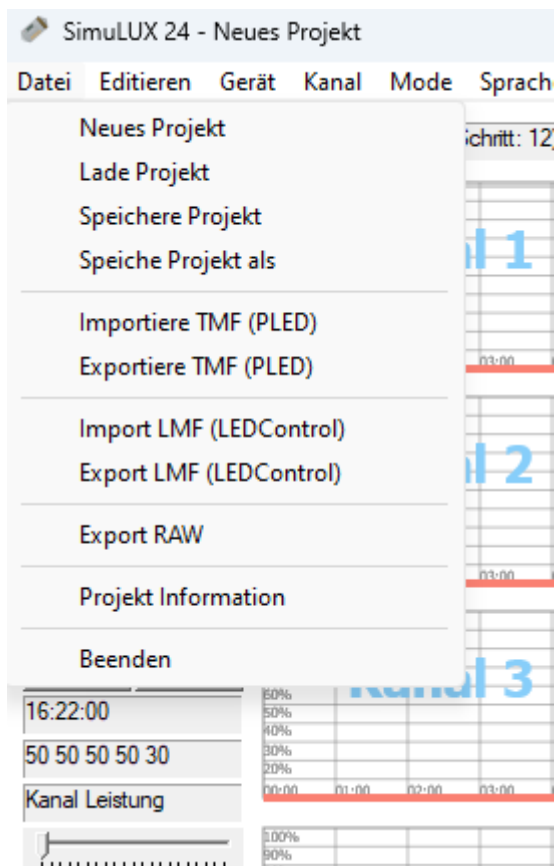 SimuLUX 24 - Neues Projekt
Datei Editieren Gerät Kanal Mode Sprach
Neues Projekt
chritt: 12)
Lade Projekt
Speichere Projekt
Speiche Projekt als
l 1
Importiere TMF (PLED)
Exportiere TMF (PLED)
03:00
Import LMF (LEDControl)
Export LMF (LEDControl)
l 2
Export RAW
03:00
Projekt Information
Beenden
Kanal 3
60%
16:22:00
50%
40%
50 50 50 50 30
30%
20%
Kanal Leistung
00:00 01:00 02:00 03:00
100%
90%